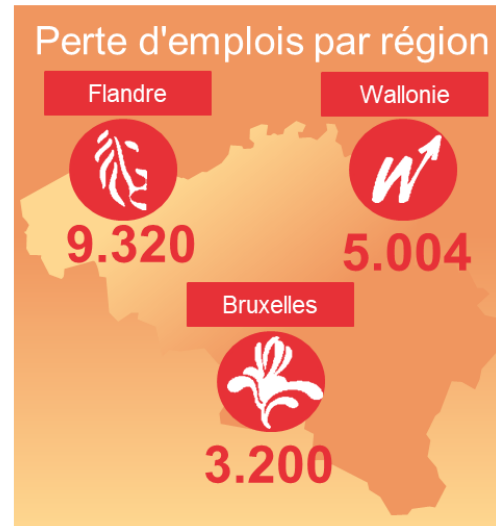 Perte d'emplois par région
Flandre
9.320
Wallonie
W
5.004
Bruxelles
3.200